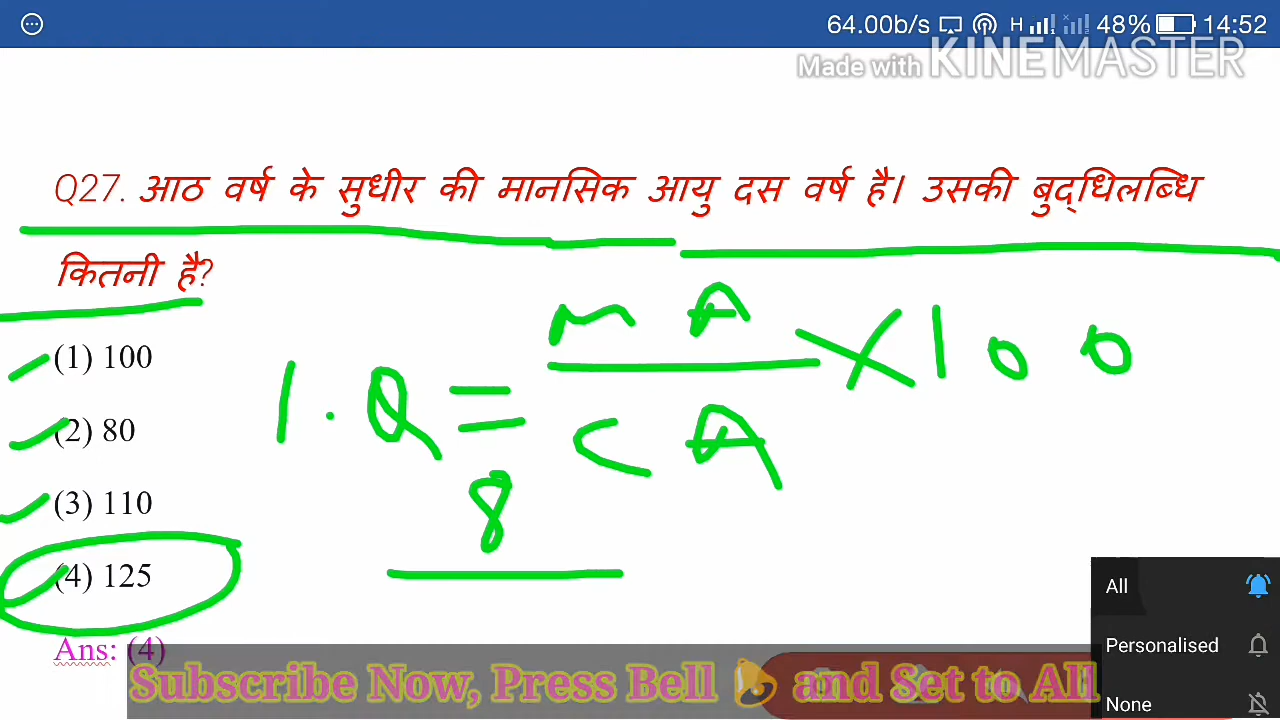 64.00b/s H 48% 14:52
Made with KINEMASTER
Q27. आठ वर्ष के सुधीर की मानसिक आयु दस वर्ष है। उसकी बुद्धिलब्धि
कितनी है?
(1) 100
(2) 80
(3) 110
(4) 125
Ans: (4)
I.Q = MA / CA × 100
8
Subscribe Now, Press Bell and Set to All
All
Personalised
None